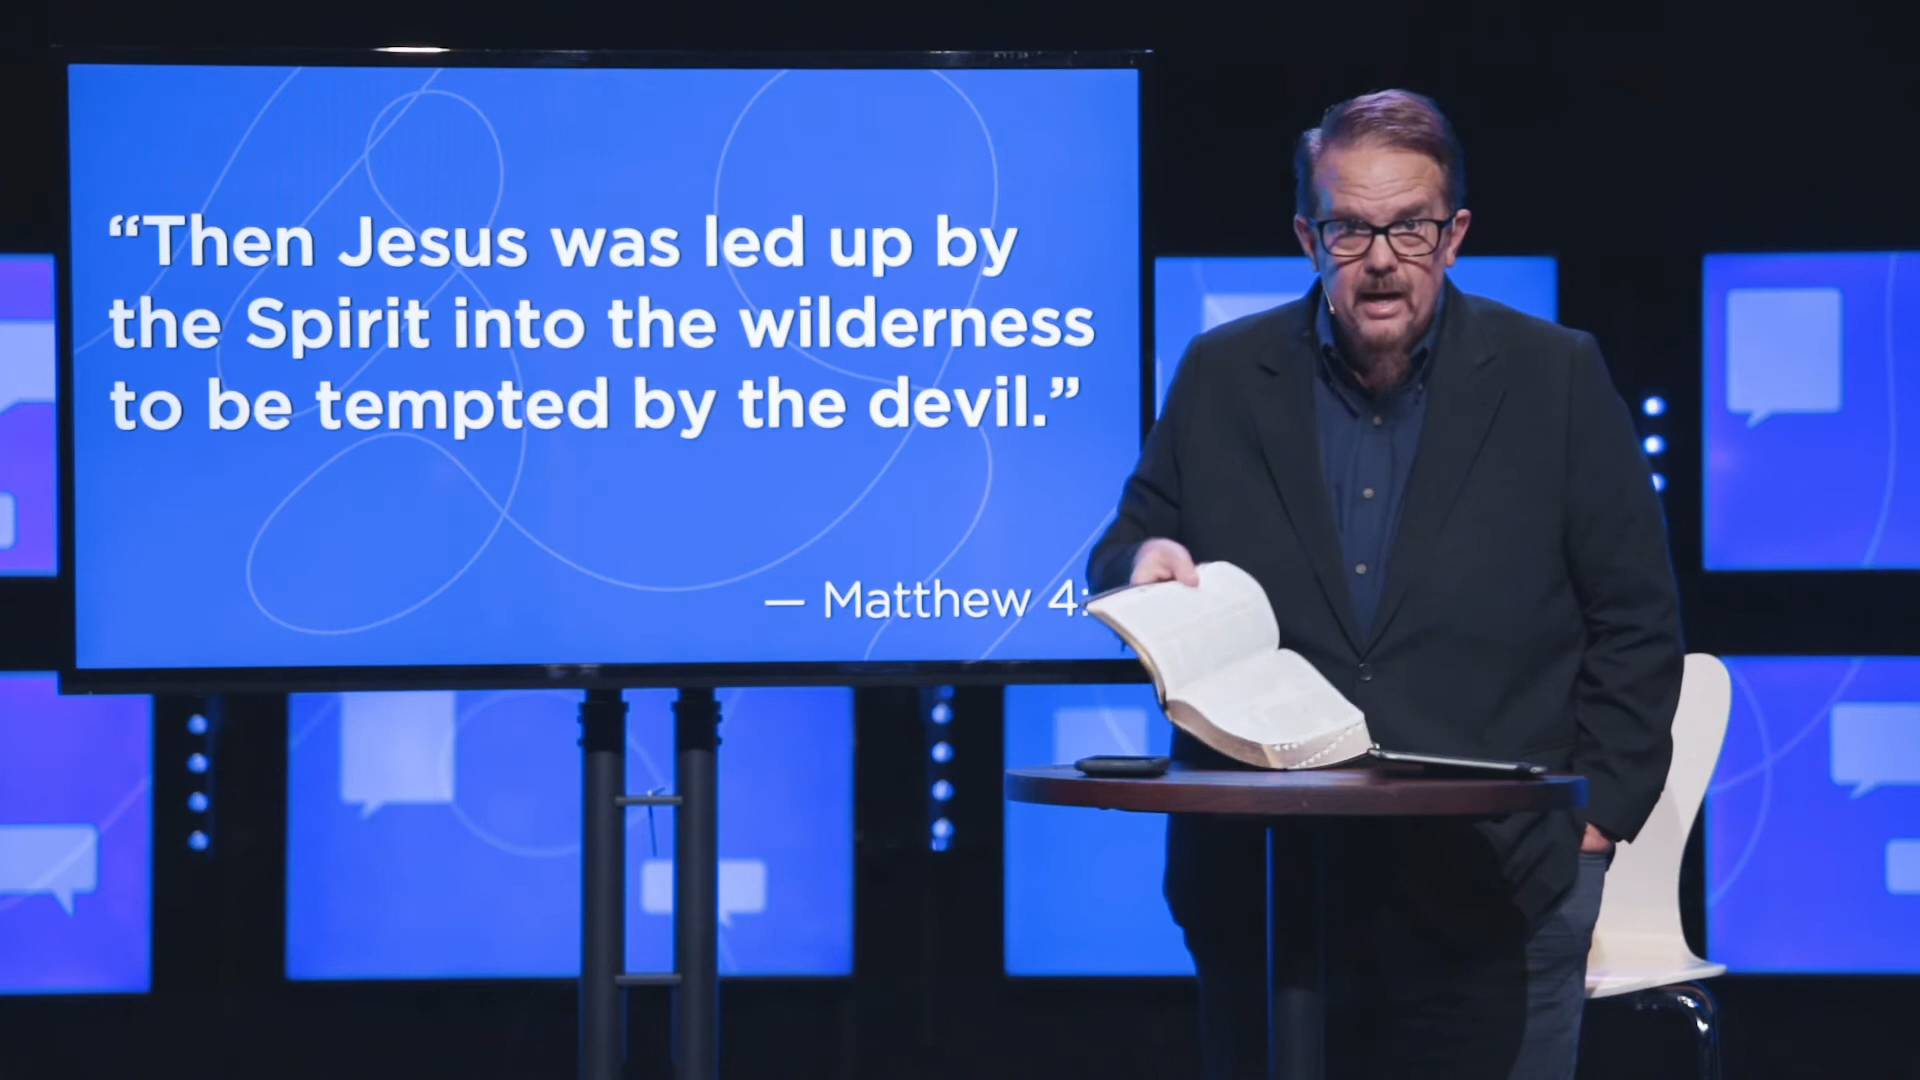 “Then Jesus was led up by
the Spirit into the wilderness
to be tempted by the devil.”
— Matthew 4: